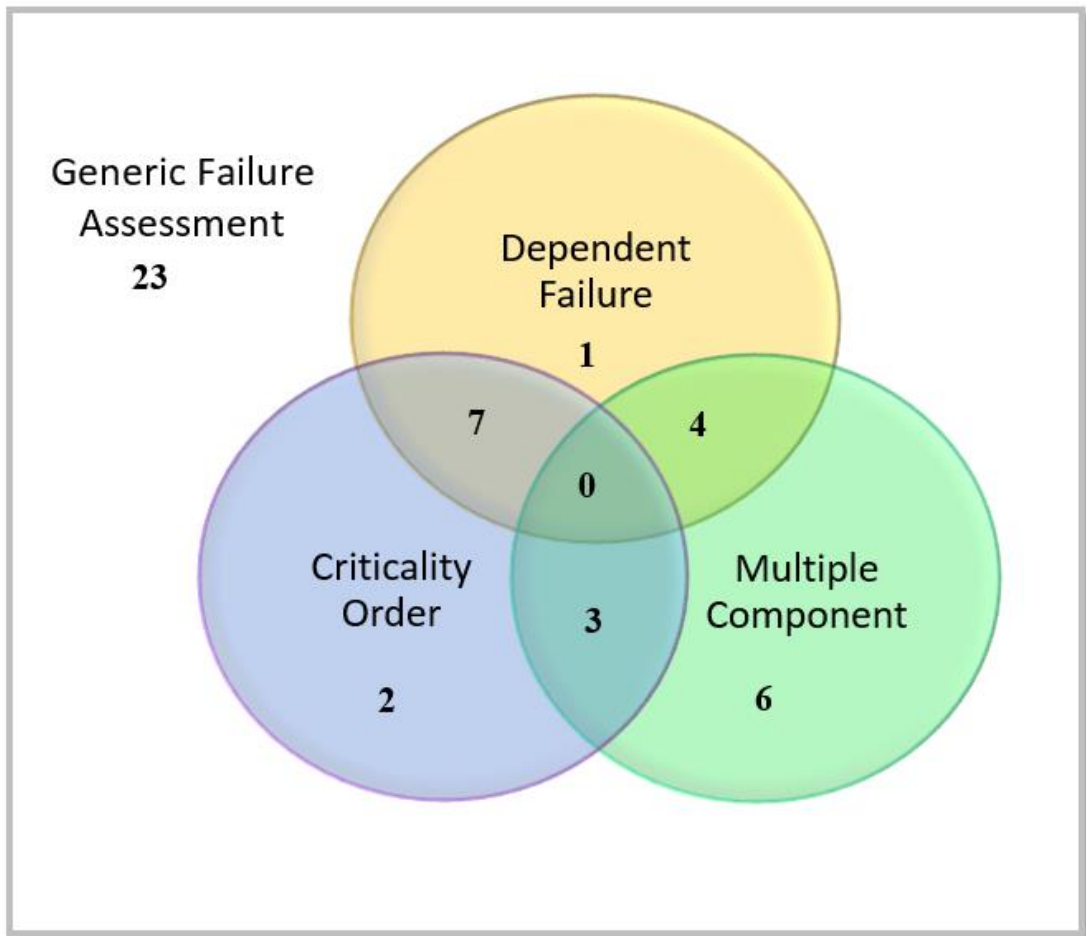 Generic Failure
Assessment
23
Dependent
Failure
1
7
4
0
Criticality
Order
Multiple
Component
3
2
6